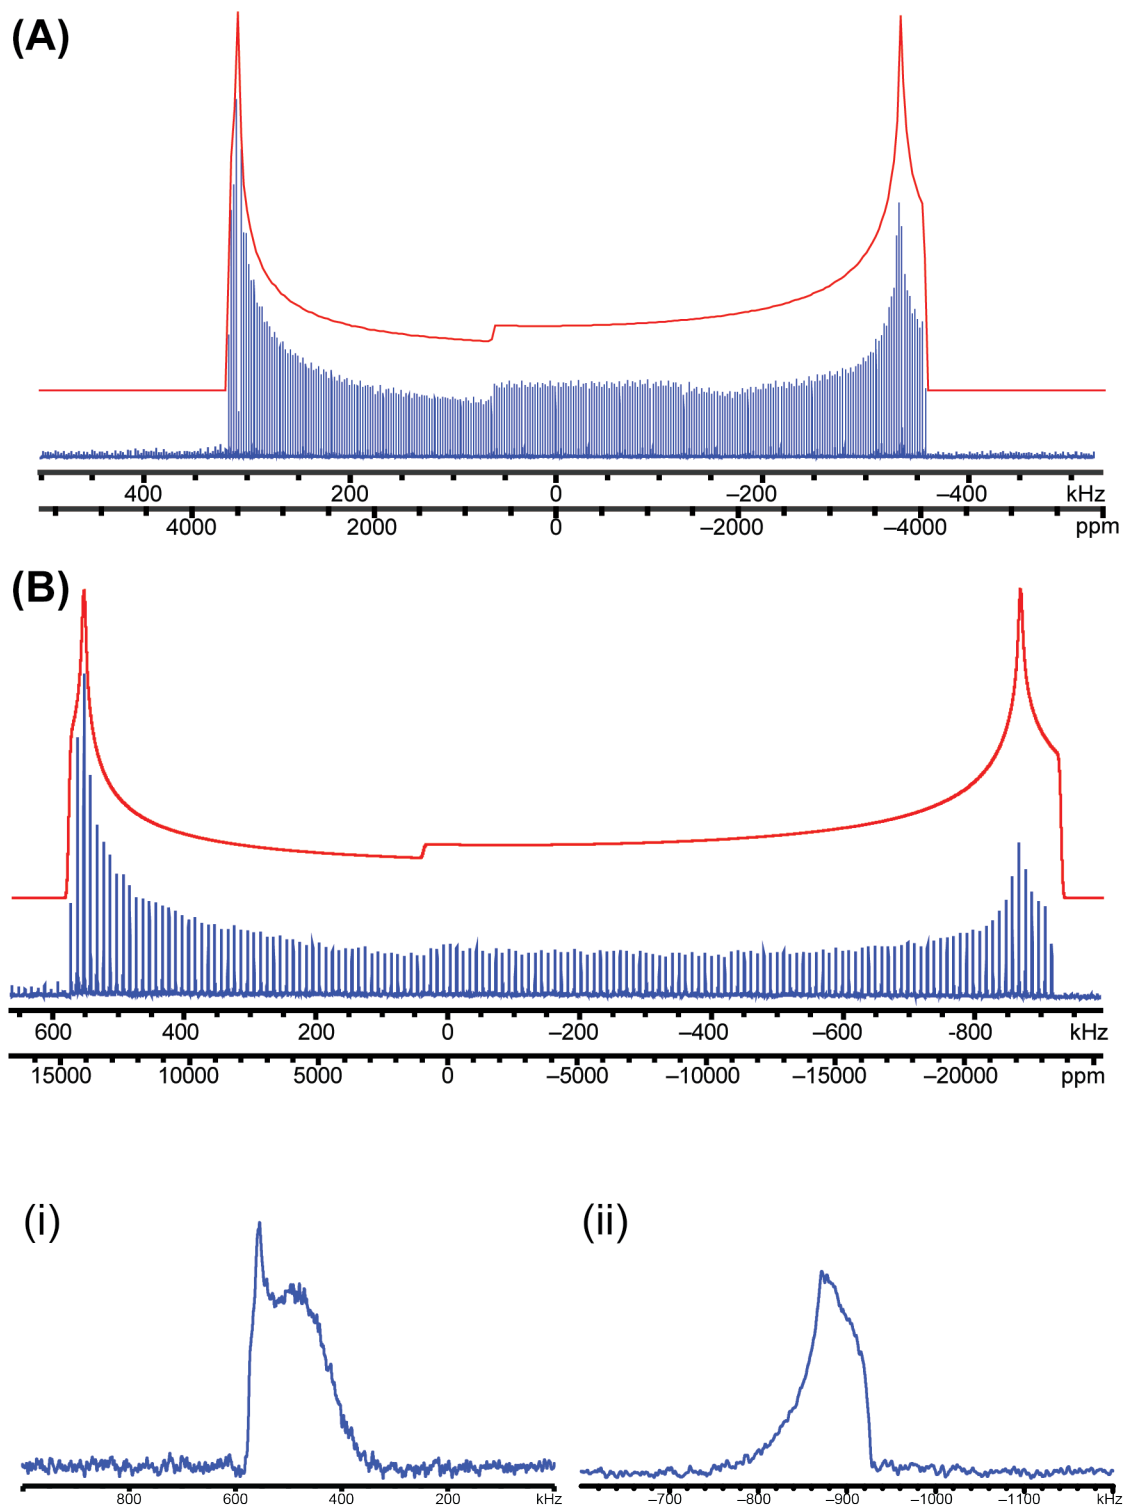 (A)
400 200 0 –200 –400 kHz
4000 2000 0 –2000 –4000 ppm
(B)
600 400 200 0 –200 –400 –600 -800 kHz
15000 10000 5000 0 –5000 –10000 –15000 –20000 ppm
(i) (ii)
800 600 400 200 kHz –700 –800 –900 –1000 –1100 kHz